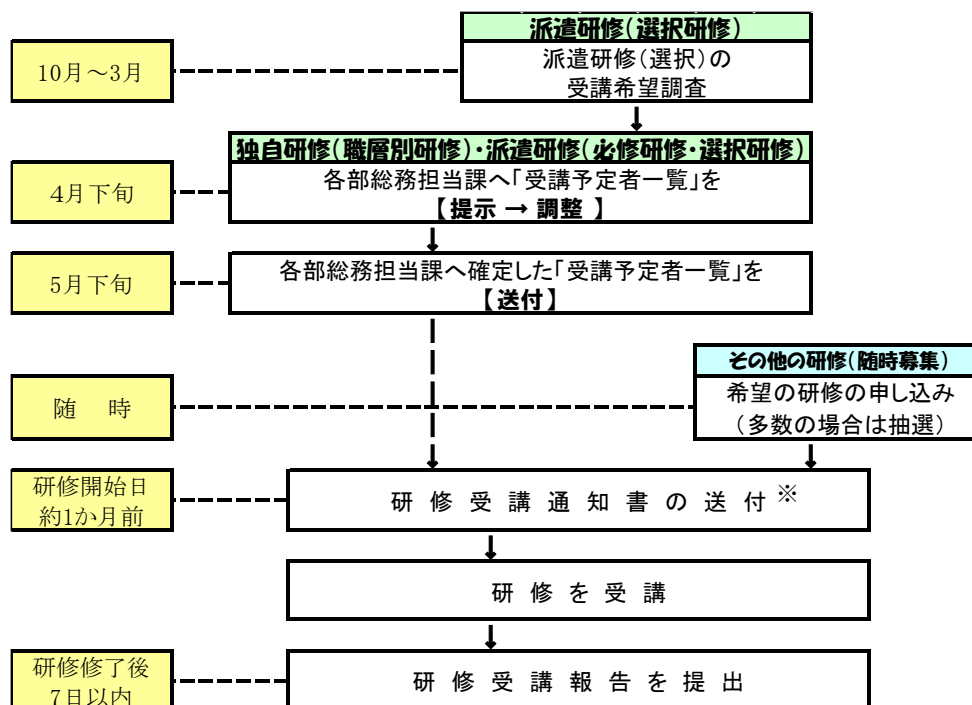 派遣研修（選択研修）
10月～3月
派遣研修（選択）の
受講希望調査
独自研修（職層別研修）・派遣研修（必修研修・選択研修）
4月下旬
各部総務担当課へ「受講予定者一覧」を
【提示 → 調整 】
5月下旬
各部総務担当課へ確定した「受講予定者一覧」を
【送付】
その他の研修（随時募集）
随　時
希望の研修の申し込み
（多数の場合は抽選）
研修開始日
約1か月前
研 修 受 講 通 知 書 の 送 付 ※
研 修 を 受 講
研修修了後
7日以内
研 修 受 講 報 告 を 提 出